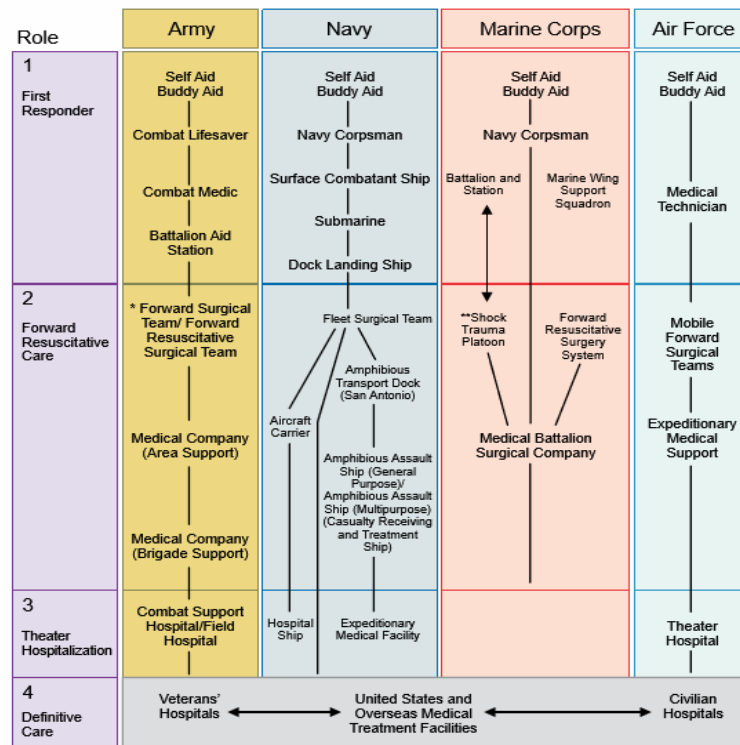 Role
Army
Navy
Marine Corps
Air Force
1
First
Responder
Self Aid
Buddy Aid
Combat Lifesaver
Combat Medic
Battalion Aid
Station
Self Aid
Buddy Aid
Navy Corpsman
Surface Combatant Ship
Submarine
Dock Landing Ship
Self Aid
Buddy Aid
Navy Corpsman
Battalion and
Station
Marine Wing
Support
Squadron
Self Aid
Buddy Aid
Medical
Technician
2
Forward
Resuscitative
Care
* Forward Surgical
Team/ Forward
Resuscitative
Surgical Team
Medical Company
(Area Support)
Medical Company
(Brigade Support)
Fleet Surgical Team
Amphibious
Transport Dock
(San Antonio)
Aircraft
Carrier
Amphibious Assault
Ship (General
Purpose)/
Amphibious Assault
Ship (Multipurpose)
(Casualty Receiving
and Treatment
Ship)
**Shock
Trauma
Platoon
Forward
Resuscitative
Surgery
System
Medical Battalion
Surgical Company
Mobile
Forward
Surgical
Teams
Expeditionary
Medical
Support
3
Theater
Hospitalization
Combat Support
Hospital/Field
Hospital
Hospital
Ship
Expeditionary
Medical Facility
Theater
Hospital
4
Definitive
Care
Veterans'
Hospitals
United States and
Overseas Medical
Treatment Facilities
Civilian
Hospitals